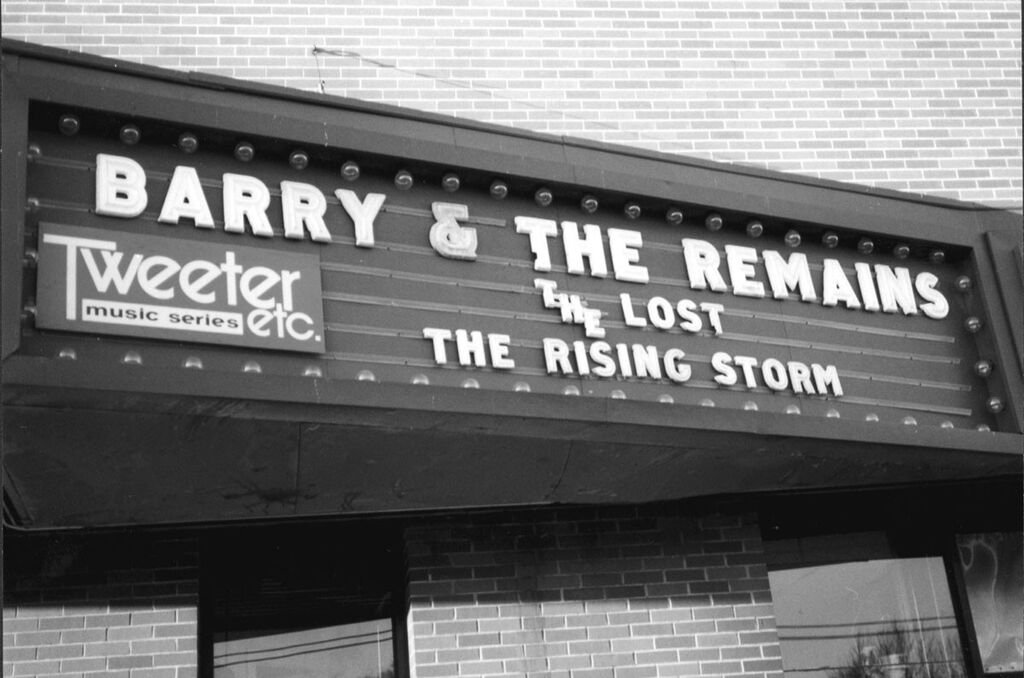 BARRY & THE REMAINS
Tweeter
music series
etc.
THE LOST
THE RISING STORM